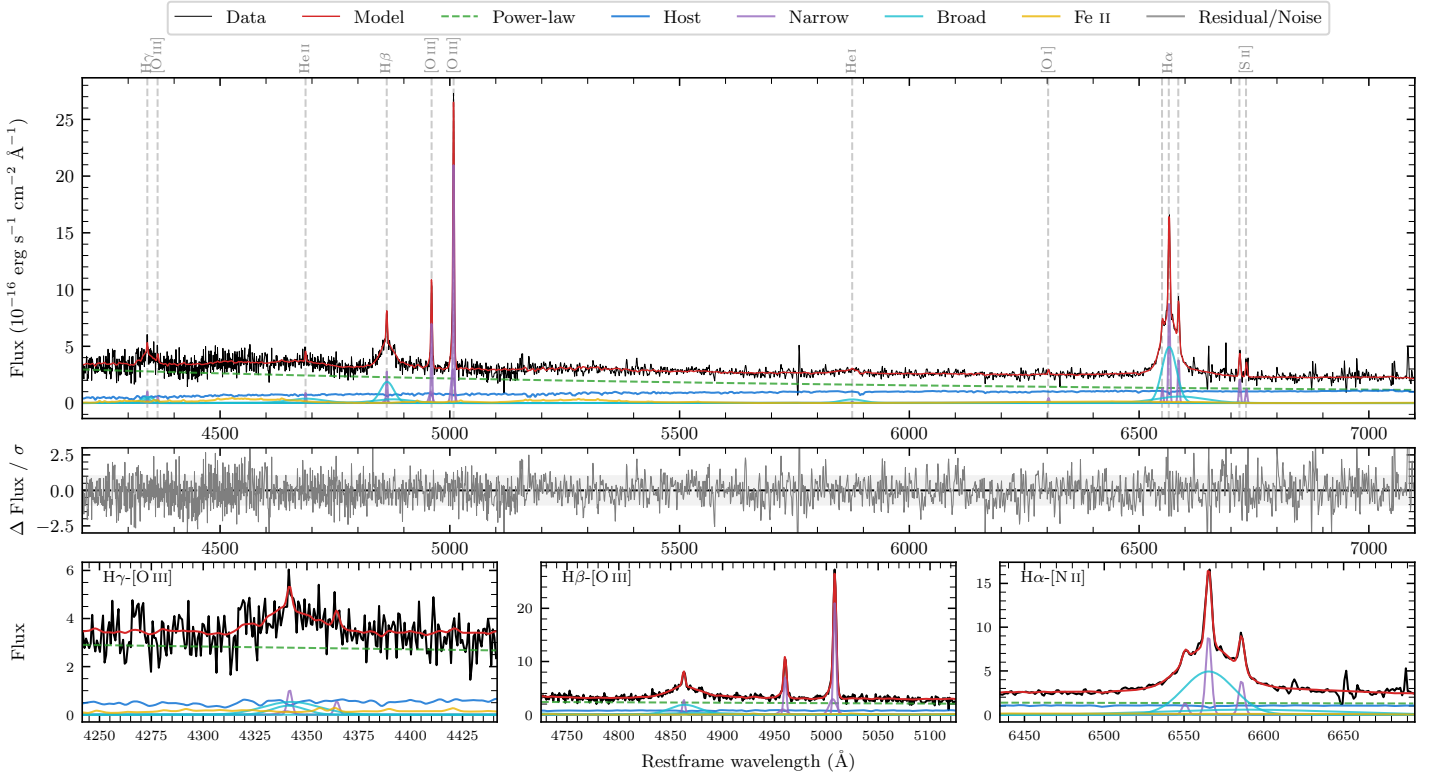 Data Model Power-law Host Narrow Broad Fe II Residual/Noise
Hγ [O III] He II Hβ [O III] [O III] He I [O I] Hα [S II]
Flux (10⁻¹⁶ erg s⁻¹ cm⁻² Å⁻¹)
25
20
15
10
5
0
4500 5000 5500 6000 6500 7000
Δ Flux / σ
2.5
0.0
−2.5
4500 5000 5500 6000 6500 7000
Flux
Hγ-[O III]
6
4
2
0
4250 4275 4300 4325 4350 4375 4400 4425
Hβ-[O III]
20
10
0
4750 4800 4850 4900 4950 5000 5050 5100
Hα-[N II]
15
10
5
0
6450 6500 6550 6600 6650
Restframe wavelength (Å)